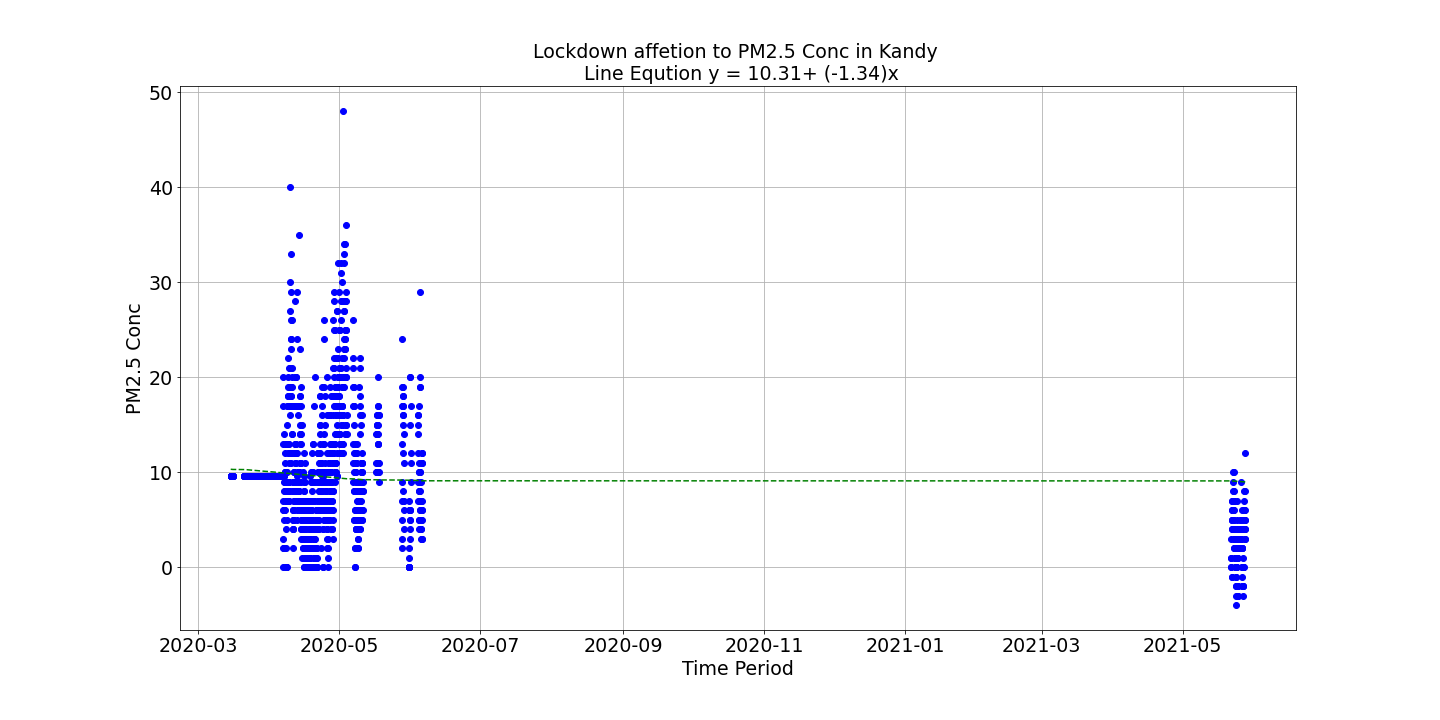 Lockdown affetion to PM2.5 Conc in Kandy
Line Eqution y = 10.31+ (-1.34)x
50
40
30
20
10
0
PM2.5 Conc
2020-03 2020-05 2020-07 2020-09 2020-11 2021-01 2021-03 2021-05
Time Period